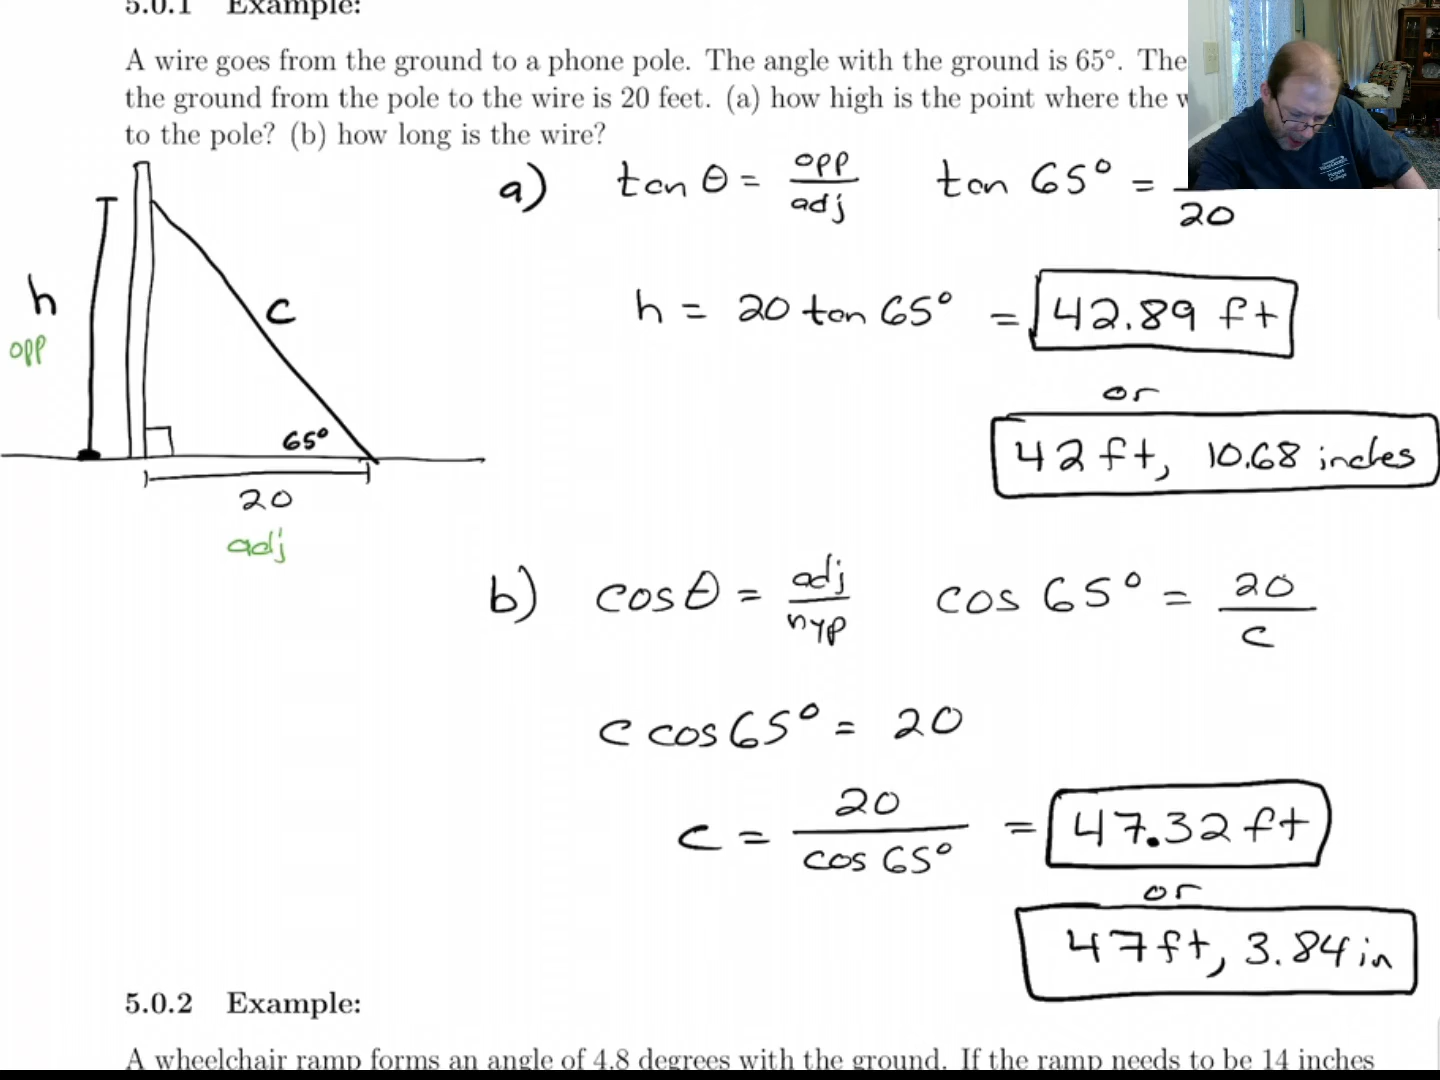 5.0.1 Example:
A wire goes from the ground to a phone pole. The angle with the ground is 65°. The
the ground from the pole to the wire is 20 feet. (a) how high is the point where the w
to the pole? (b) how long is the wire?
h
opp
c
65°
20
adj
a) tan θ = opp/adj tan 65° = /20
h = 20 tan 65° = 42.89 ft
or
42 ft, 10.68 inches
b) cos θ = adj/hyp cos 65° = 20/c
c cos 65° = 20
c = 20/cos 65° = 47.32 ft
or
47 ft, 3.84 in
5.0.2 Example:
A wheelchair ramp forms an angle of 4.8 degrees with the ground. If the ramp needs to be 14 inches